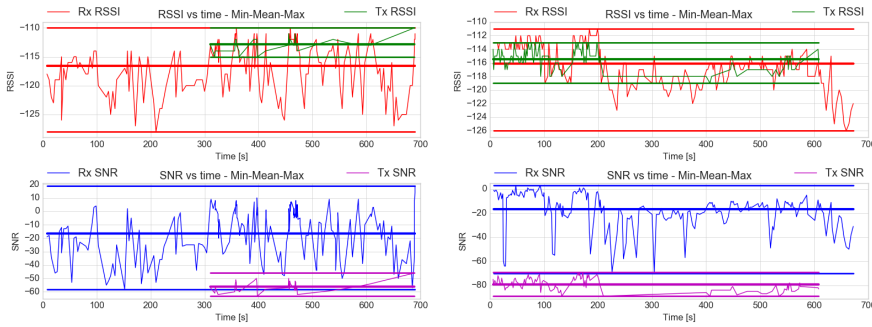 Rx RSSI RSSI vs time - Min-Mean-Max Tx RSSI
−110
−115
−120
−125
RSSI
0 100 200 300 400 500 600 700
Time [s]
Rx RSSI RSSI vs time - Min-Mean-Max Tx RSSI
−110
−112
−114
−116
−118
−120
−122
−124
−126
RSSI
0 100 200 300 400 500 600 700
Time [s]
Rx SNR SNR vs time - Min-Mean-Max Tx SNR
20
10
0
−10
−20
−30
−40
−50
−60
SNR
0 100 200 300 400 500 600 700
Time [s]
Rx SNR SNR vs time - Min-Mean-Max Tx SNR
0
−20
−40
−60
−80
SNR
0 100 200 300 400 500 600 700
Time [s]